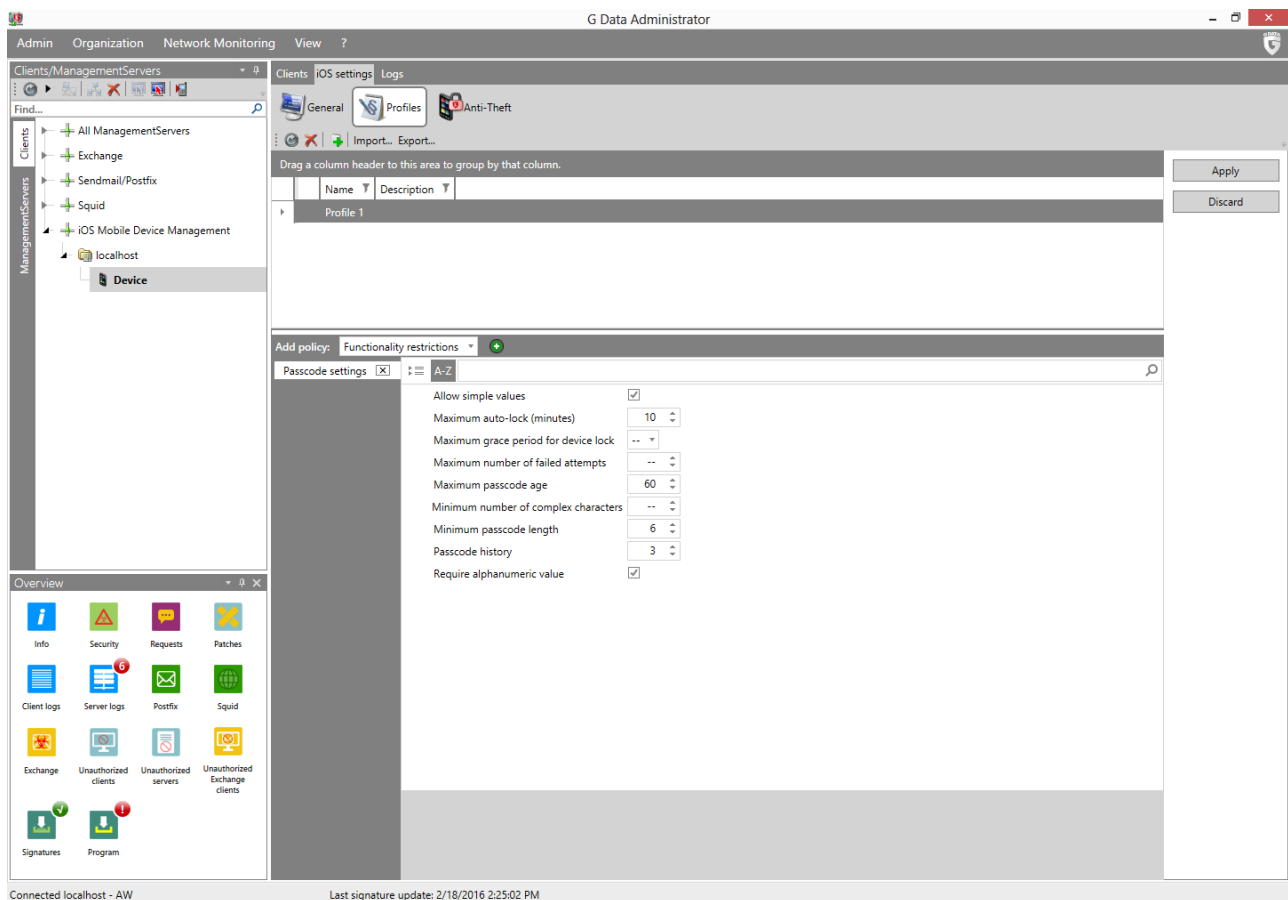 G Data Administrator
Admin Organization Network Monitoring View ?
G DATA
Clients/ManagementServers
Find...
Clients
ManagementServers
All ManagementServers
Exchange
Sendmail/Postfix
Squid
iOS Mobile Device Management
localhost
Device
Clients iOS settings Logs
General Profiles Anti-Theft
Import... Export...
Drag a column header to this area to group by that column.
Name Description
Profile 1
Apply
Discard
Add policy: Functionality restrictions
Passcode settings
A-Z
Allow simple values
Maximum auto-lock (minutes) 10
Maximum grace period for device lock --
Maximum number of failed attempts --
Maximum passcode age 60
Minimum number of complex characters --
Minimum passcode length 6
Passcode history 3
Require alphanumeric value
Overview
Info Security Requests Patches
6
Client logs Server logs Postfix Squid
Exchange Unauthorized clients Unauthorized servers Unauthorized Exchange clients
Signatures Program
Connected localhost - AW
Last signature update: 2/18/2016 2:25:02 PM